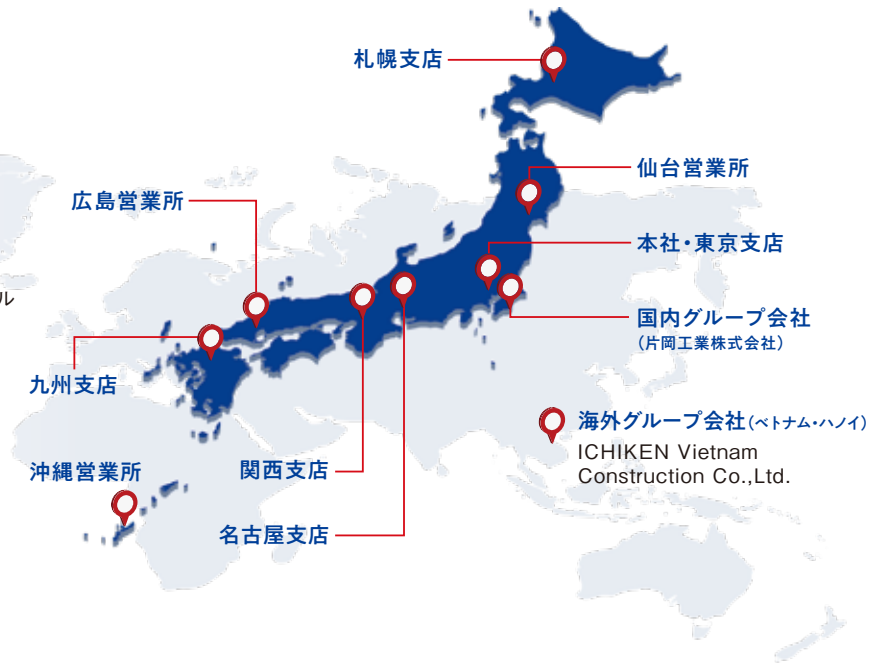 札幌支店
仙台営業所
広島営業所
本社・東京支店
ル
国内グループ会社
(片岡工業株式会社)
九州支店
海外グループ会社(ベトナム・ハノイ)
ICHIKEN Vietnam
Construction Co.,Ltd.
沖縄営業所
関西支店
名古屋支店